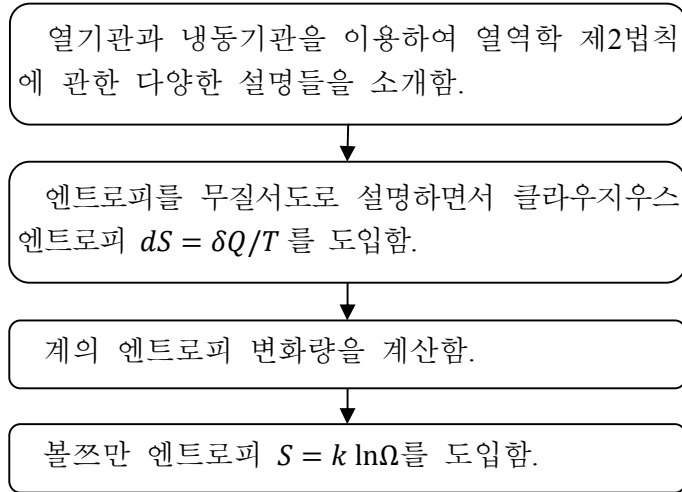 열기관과 냉동기관을 이용하여 열역학 제2법칙
에 관한 다양한 설명들을 소개함.
엔트로피를 무질서도로 설명하면서 클라우지우스
엔트로피 dS = δQ/T 를 도입함.
계의 엔트로피 변화량을 계산함.
볼쯔만 엔트로피 S = k lnΩ를 도입함.